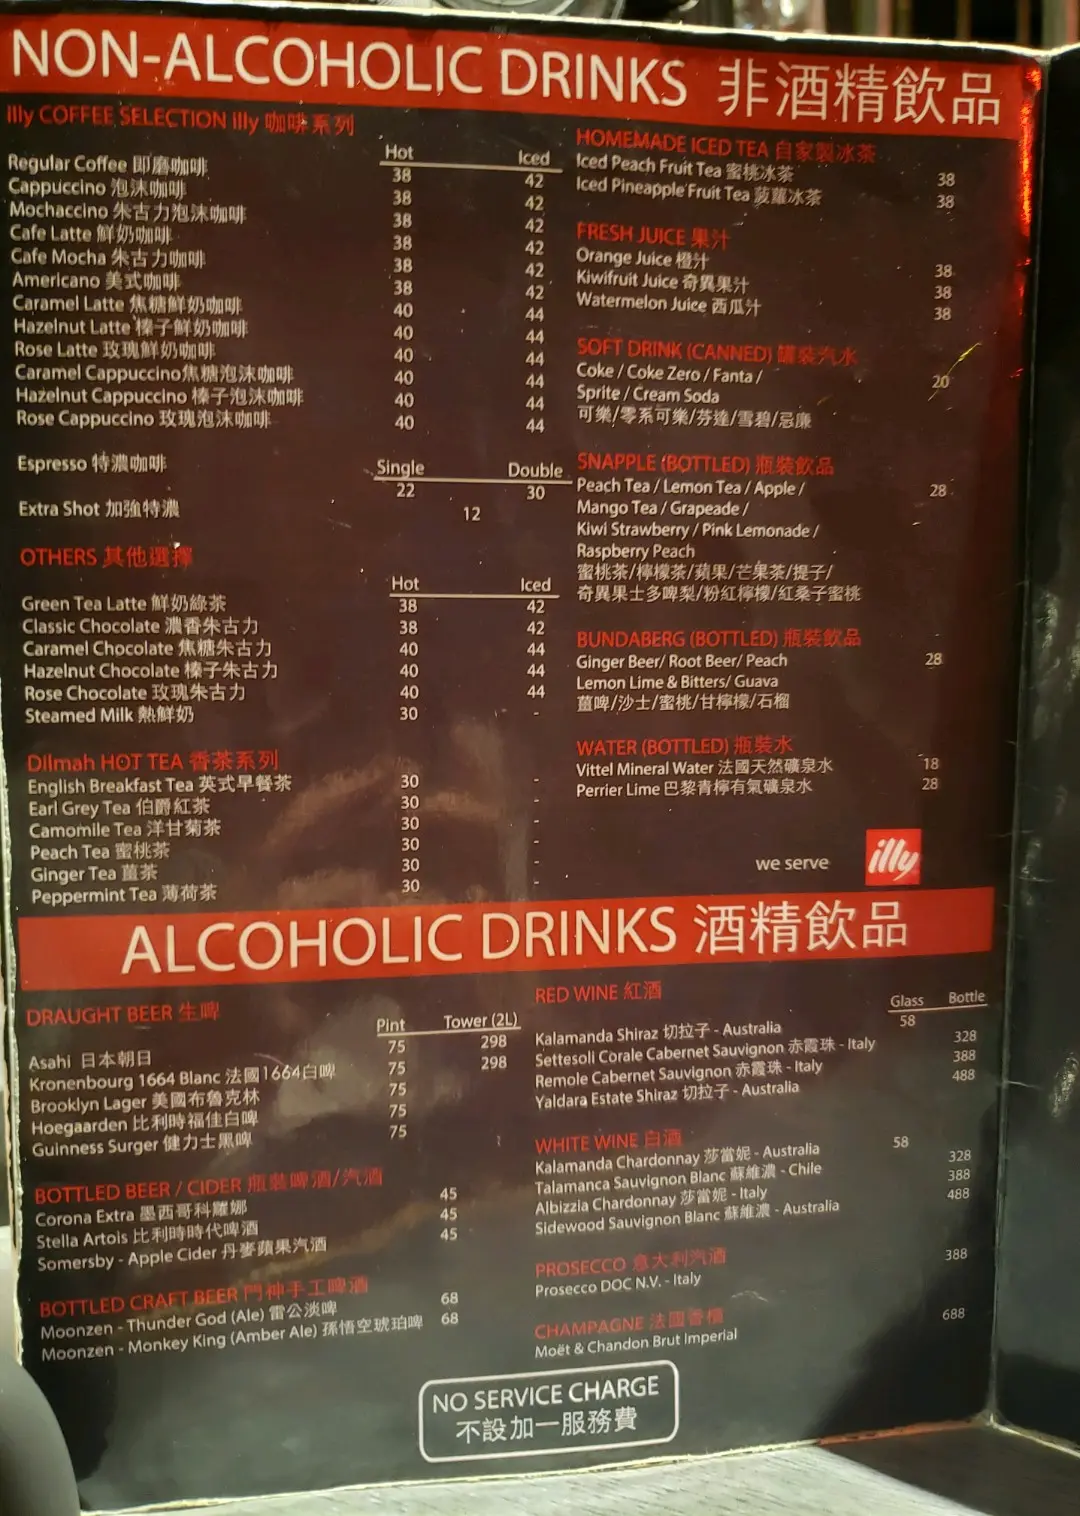 NON-ALCOHOLIC DRINKS 非酒精飲品
illy COFFEE SELECTION illy 咖啡系列
Hot Iced
Regular Coffee 即磨咖啡 38 42
Cappuccino 泡沫咖啡 38 42
Mochaccino 朱古力泡沫咖啡 38 42
Cafe Latte 鮮奶咖啡 38 42
Cafe Mocha 朱古力咖啡 38 42
Americano 美式咖啡 38 42
Caramel Latte 焦糖鮮奶咖啡 40 44
Hazelnut Latte 榛子鮮奶咖啡 40 44
Rose Latte 玫瑰鮮奶咖啡 40 44
Caramel Cappuccino焦糖泡沫咖啡 40 44
Hazelnut Cappuccino 榛子泡沫咖啡 40 44
Rose Cappuccino 玫瑰泡沫咖啡 40 44
Single Double
Espresso 特濃咖啡 22 30
Extra Shot 加強特濃 12
OTHERS 其他選擇
Hot Iced
Green Tea Latte 鮮奶綠茶 38 42
Classic Chocolate 濃香朱古力 38 42
Caramel Chocolate 焦糖朱古力 40 44
Hazelnut Chocolate 榛子朱古力 40 44
Rose Chocolate 玫瑰朱古力 40 44
Steamed Milk 熱鮮奶 30 -
Dilmah HOT TEA 香茶系列
English Breakfast Tea 英式早餐茶 30 -
Earl Grey Tea 伯爵紅茶 30 -
Camomile Tea 洋甘菊茶 30 -
Peach Tea 蜜桃茶 30 -
Ginger Tea 薑茶 30 -
Peppermint Tea 薄荷茶 30 -
HOMEMADE ICED TEA 自家製冰茶
Iced Peach Fruit Tea 蜜桃冰茶 38
Iced Pineapple Fruit Tea 菠蘿冰茶 38
FRESH JUICE 果汁
Orange Juice 橙汁 38
Kiwifruit Juice 奇異果汁 38
Watermelon Juice 西瓜汁 38
SOFT DRINK (CANNED) 罐裝汽水
Coke / Coke Zero / Fanta / 20
Sprite / Cream Soda
可樂/零系可樂/芬達/雪碧/忌廉
SNAPPLE (BOTTLED) 瓶裝飲品
Peach Tea / Lemon Tea / Apple / 28
Mango Tea / Grapeade /
Kiwi Strawberry / Pink Lemonade /
Raspberry Peach
蜜桃茶/檸檬茶/蘋果/芒果茶/提子/
奇異果士多啤梨/粉紅檸檬/紅桑子蜜桃
BUNDABERG (BOTTLED) 瓶裝飲品
Ginger Beer/ Root Beer/ Peach 28
Lemon Lime & Bitters/ Guava
薑啤/沙士/蜜桃/甘檸檬/石榴
WATER (BOTTLED) 瓶裝水
Vittel Mineral Water 法國天然礦泉水 18
Perrier Lime 巴黎青檸有氣礦泉水 28
we serve illy
ALCOHOLIC DRINKS 酒精飲品
DRAUGHT BEER 生啤
Pint Tower (2L)
Asahi 日本朝日 75 298
Kronenbourg 1664 Blanc 法國1664白啤 75 298
Brooklyn Lager 美國布魯克林 75
Hoegaarden 比利時福佳白啤 75
Guinness Surger 健力士黑啤 75
BOTTLED BEER / CIDER 瓶裝啤酒/汽酒
Corona Extra 墨西哥科羅娜 45
Stella Artois 比利時時代啤酒 45
Somersby - Apple Cider 丹麥蘋果汽酒 45
BOTTLED CRAFT BEER 門神手工啤酒
Moonzen - Thunder God (Ale) 雷公淡啤 68
Moonzen - Monkey King (Amber Ale) 孫悟空琥珀啤 68
RED WINE 紅酒
Glass Bottle
Kalamanda Shiraz 切拉子 - Australia 58 328
Settesoli Corale Cabernet Sauvignon 赤霞珠 - Italy 388
Remole Cabernet Sauvignon 赤霞珠 - Italy 488
Yaldara Estate Shiraz 切拉子 - Australia
WHITE WINE 白酒
Kalamanda Chardonnay 莎當妮 - Australia 58 328
Talamanca Sauvignon Blanc 蘇維濃 - Chile 388
Albizzia Chardonnay 莎當妮 - Italy 488
Sidewood Sauvignon Blanc 蘇維濃 - Australia
PROSECCO 意大利汽酒
Prosecco DOC N.V. - Italy 388
CHAMPAGNE 法國香檳
Moët & Chandon Brut Imperial 688
NO SERVICE CHARGE
不設加一服務費